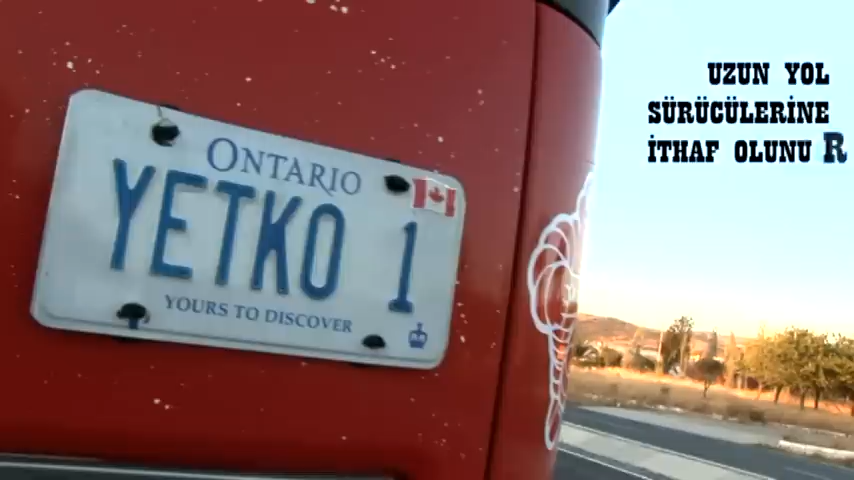 ONTARIO
YETKO 1
YOURS TO DISCOVER
UZUN YOL
SÜRÜCÜLERİNE
İTHAF OLUNUR